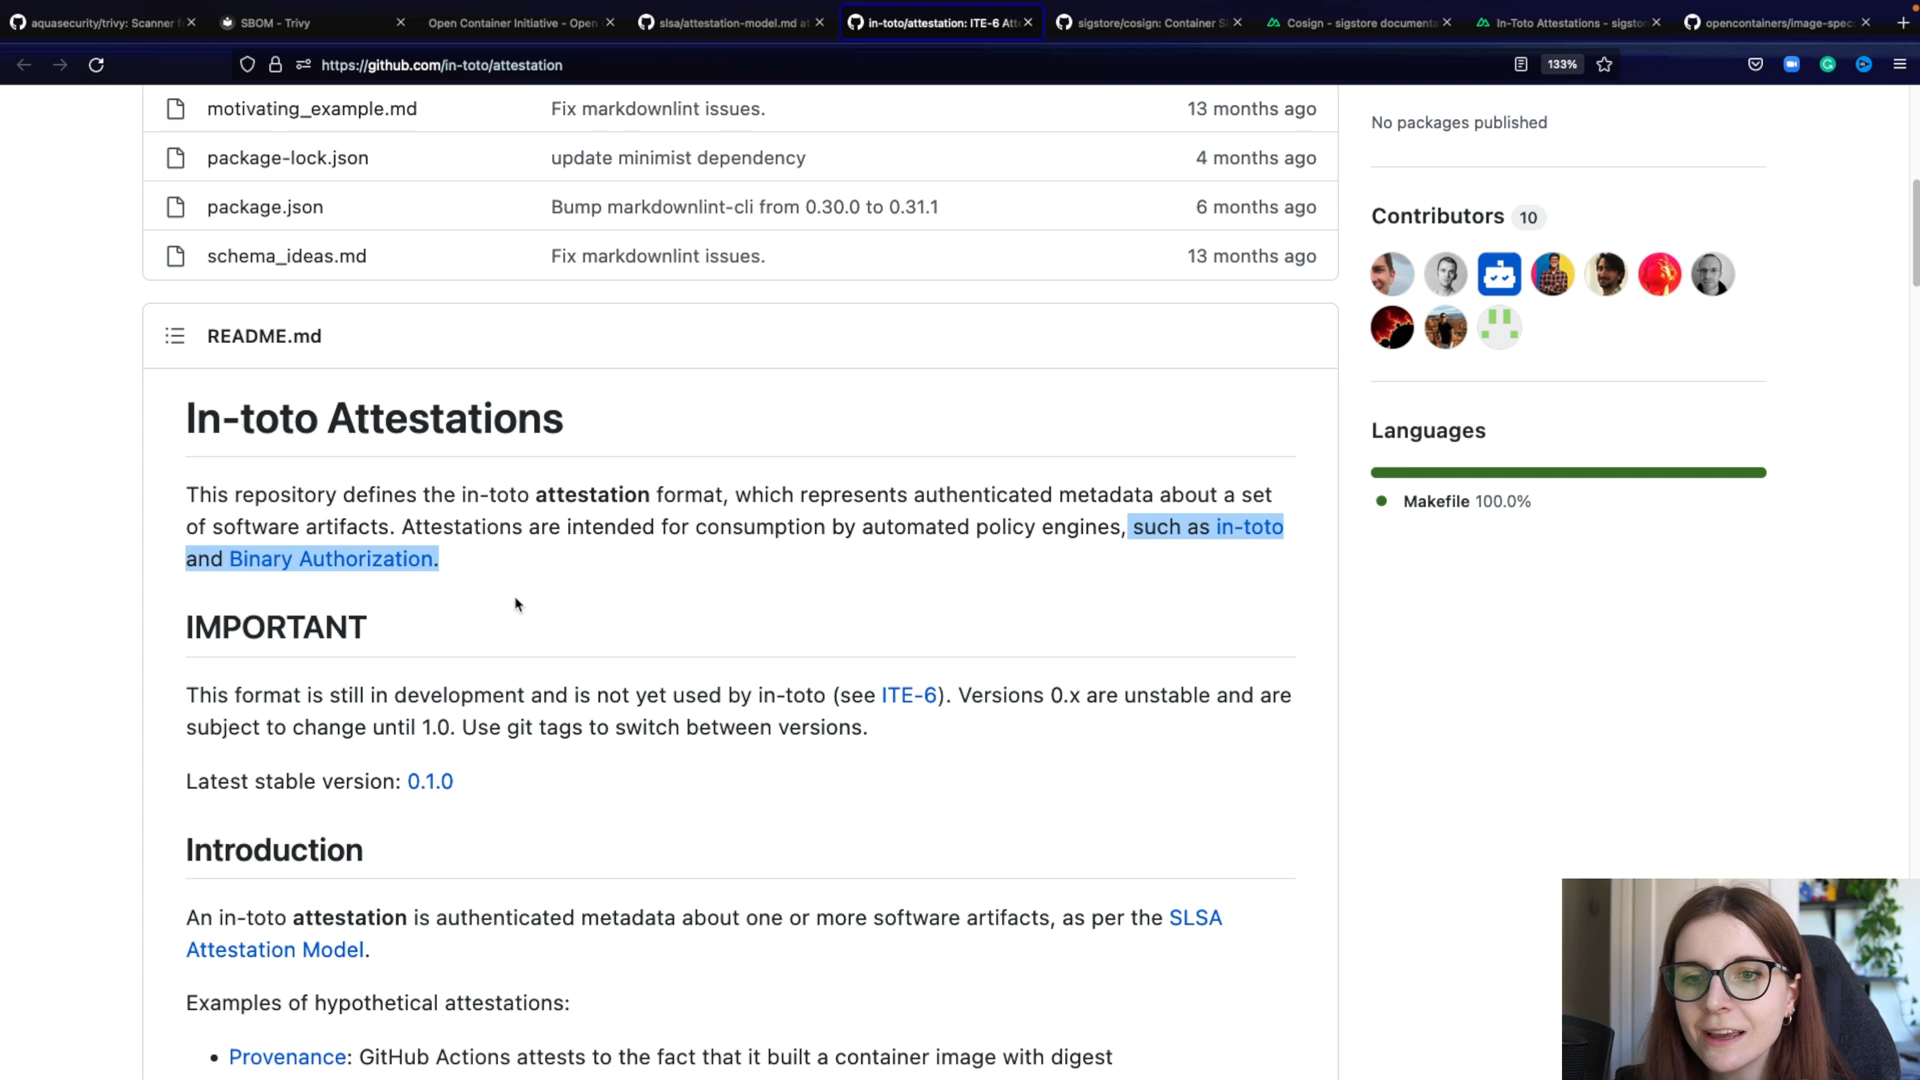 aquasecurity/trivy: Scanner f
SBOM - Trivy
Open Container Initiative - Open
slsa/attestation-model.md at
in-toto/attestation: ITE-6 Att
sigstore/cosign: Container Si
Cosign - sigstore documenta
In-Toto Attestations - sigstor
opencontainers/image-spec:
https://github.com/in-toto/attestation
133%
motivating_example.md Fix markdownlint issues. 13 months ago
package-lock.json update minimist dependency 4 months ago
package.json Bump markdownlint-cli from 0.30.0 to 0.31.1 6 months ago
schema_ideas.md Fix markdownlint issues. 13 months ago
README.md
In-toto Attestations
This repository defines the in-toto attestation format, which represents authenticated metadata about a set
of software artifacts. Attestations are intended for consumption by automated policy engines, such as in-toto
and Binary Authorization.
IMPORTANT
This format is still in development and is not yet used by in-toto (see ITE-6). Versions 0.x are unstable and are
subject to change until 1.0. Use git tags to switch between versions.
Latest stable version: 0.1.0
Introduction
An in-toto attestation is authenticated metadata about one or more software artifacts, as per the SLSA
Attestation Model.
Examples of hypothetical attestations:
• Provenance: GitHub Actions attests to the fact that it built a container image with digest
No packages published
Contributors 10
Languages
Makefile 100.0%